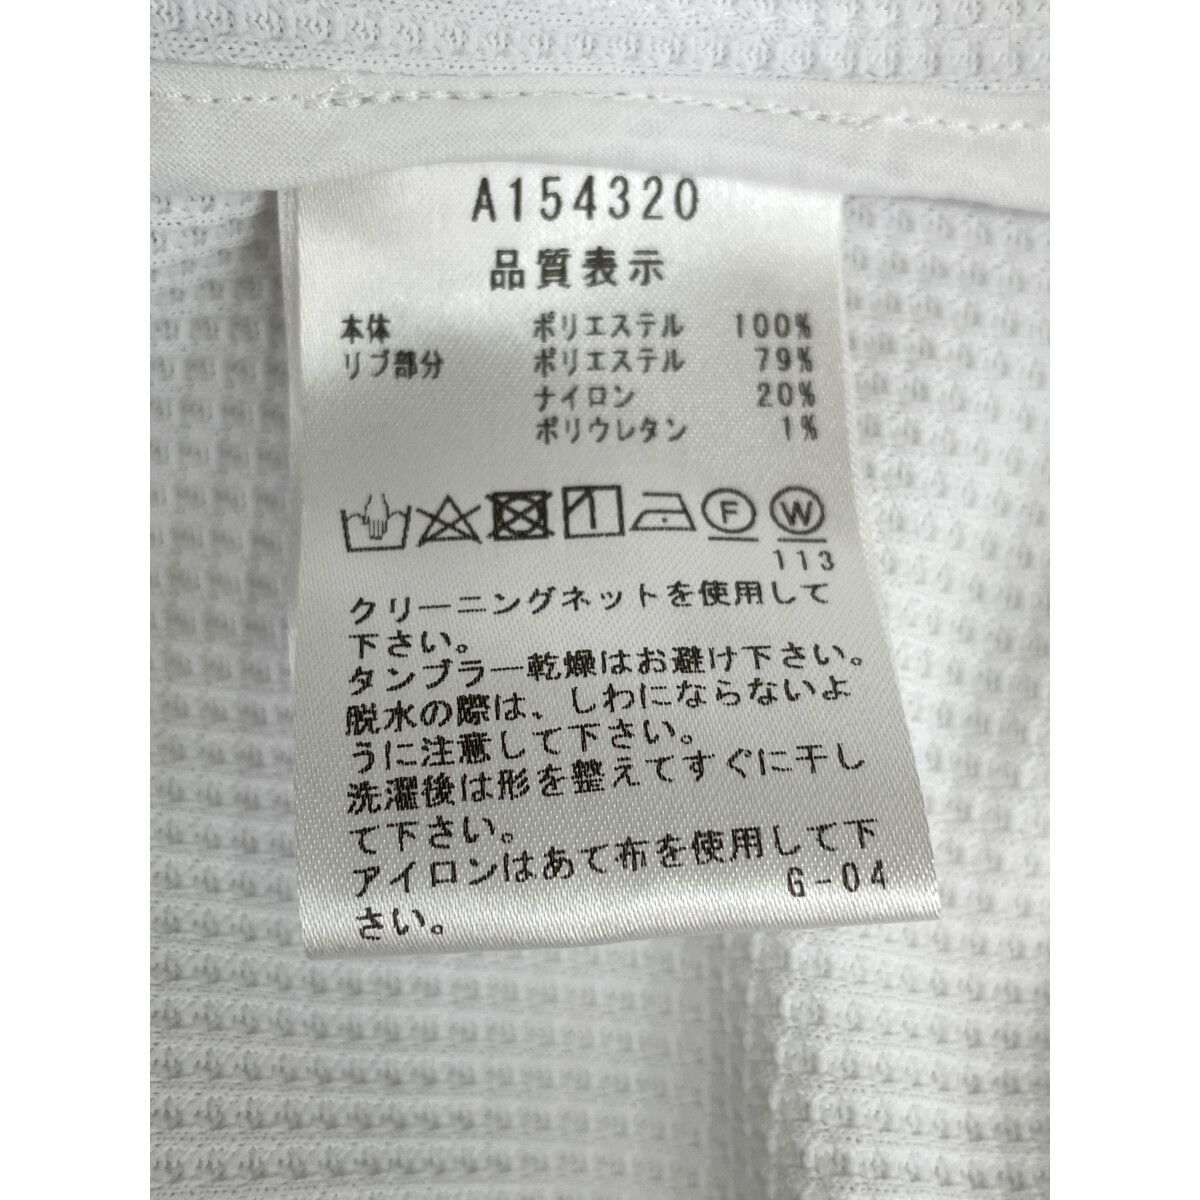 A154320
品質表示
本体 ポリエステル 100%
リブ部分 ポリエステル 79%
ナイロン 20%
ポリウレタン 1%
F W
113
クリーニングネットを使用して
下さい。
タンブラー乾燥はお避け下さい。
脱水の際は、しわにならないよ
うに注意して下さい。
洗濯後は形を整えてすぐに干し
て下さい。
アイロンはあて布を使用して下
さい。
G-04